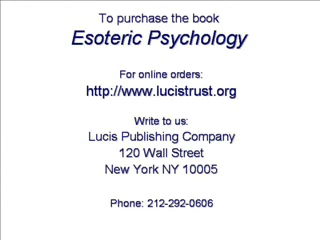 To purchase the book
Esoteric Psychology
For online orders:
http://www.lucistrust.org
Write to us:
Lucis Publishing Company
120 Wall Street
New York NY 10005
Phone: 212-292-0606